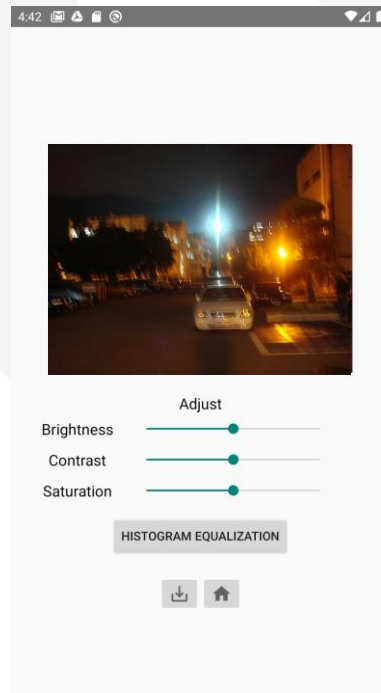 4:42
Adjust
Brightness
Contrast
Saturation
HISTOGRAM EQUALIZATION